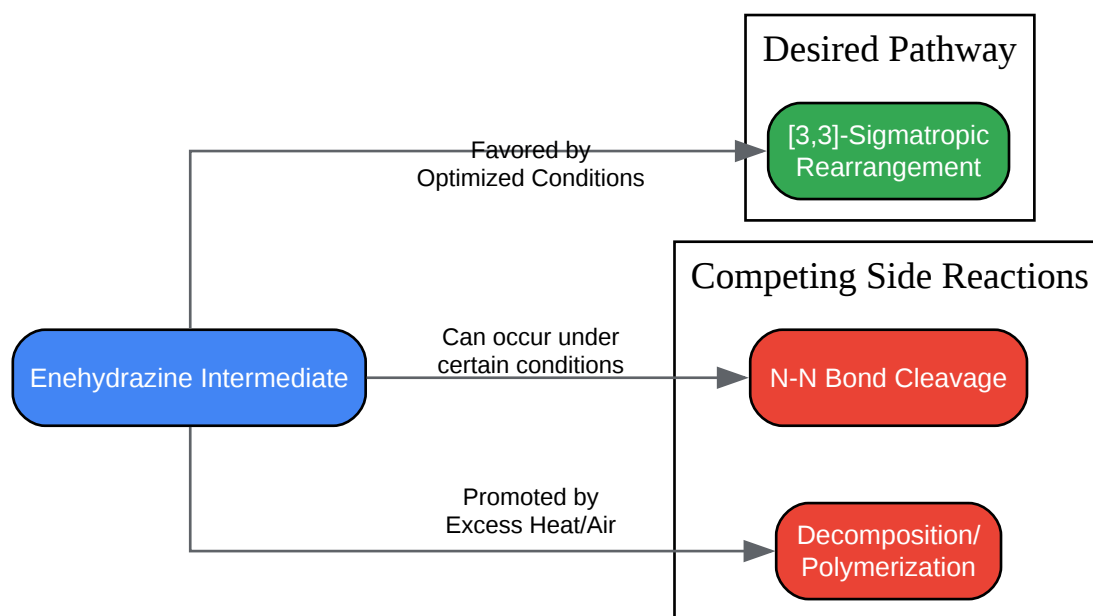 Desired Pathway
[3,3]-Sigmatropic
Rearrangement
Favored by
Optimized Conditions
Competing Side Reactions
Can occur under
certain conditions
Enehydrazine Intermediate
N-N Bond Cleavage
Promoted by
Excess Heat/Air
Decomposition/
Polymerization